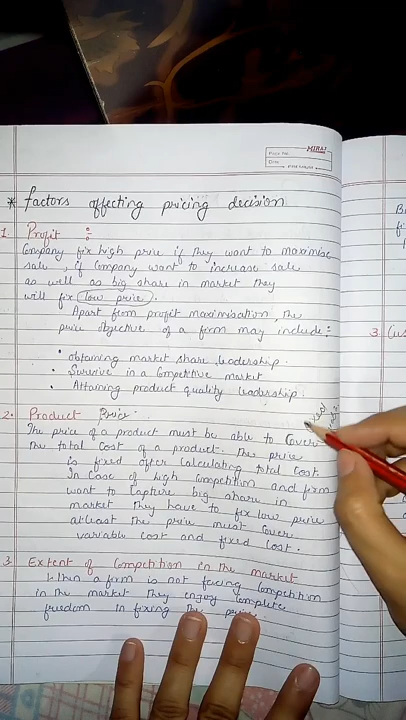 MIRAJ
Page No.
Date:
* factors affecting pricing decision
1. Profit :
Company fix high price if they want to maximise
sale, if Company want to increase sale
as well as big share in market they
will fix low price.
Apart from profit maximisation, the
price objective of a firm may include:
• obtaining market share leadership.
• Survive in a Competitive market
• Attaining product quality leadership.
2. Product Price.
The price of a product must be able to Cover
the total Cost of a product. The price
is fixed after Calculating total Cost.
In Case of high Competition and firm
want to Capture big share in
market they have to fix low price
atleast the price must Cover
variable Cost and fixed Cost.
3. Extent of Competition in the market
When a firm is not facing Competition
in the market they enjoy Complete
freedom in fixing the price
3.